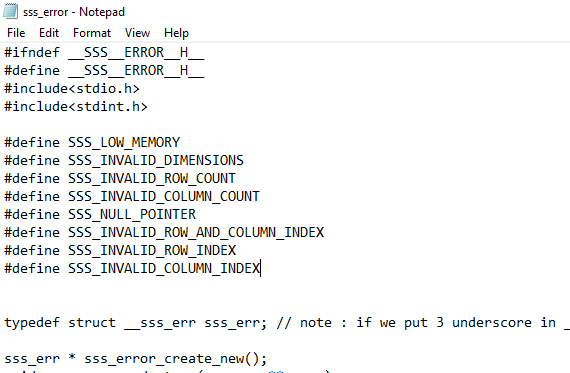 sss_error - Notepad
File Edit Format View Help
#ifndef __SSS__ERROR__H__
#define __SSS__ERROR__H__
#include<stdio.h>
#include<stdint.h>
#define SSS_LOW_MEMORY
#define SSS_INVALID_DIMENSIONS
#define SSS_INVALID_ROW_COUNT
#define SSS_INVALID_COLUMN_COUNT
#define SSS_NULL_POINTER
#define SSS_INVALID_ROW_AND_COLUMN_INDEX
#define SSS_INVALID_ROW_INDEX
#define SSS_INVALID_COLUMN_INDEX
typedef struct __sss_err sss_err; // note : if we put 3 underscore in _
sss_err * sss_error_create_new();